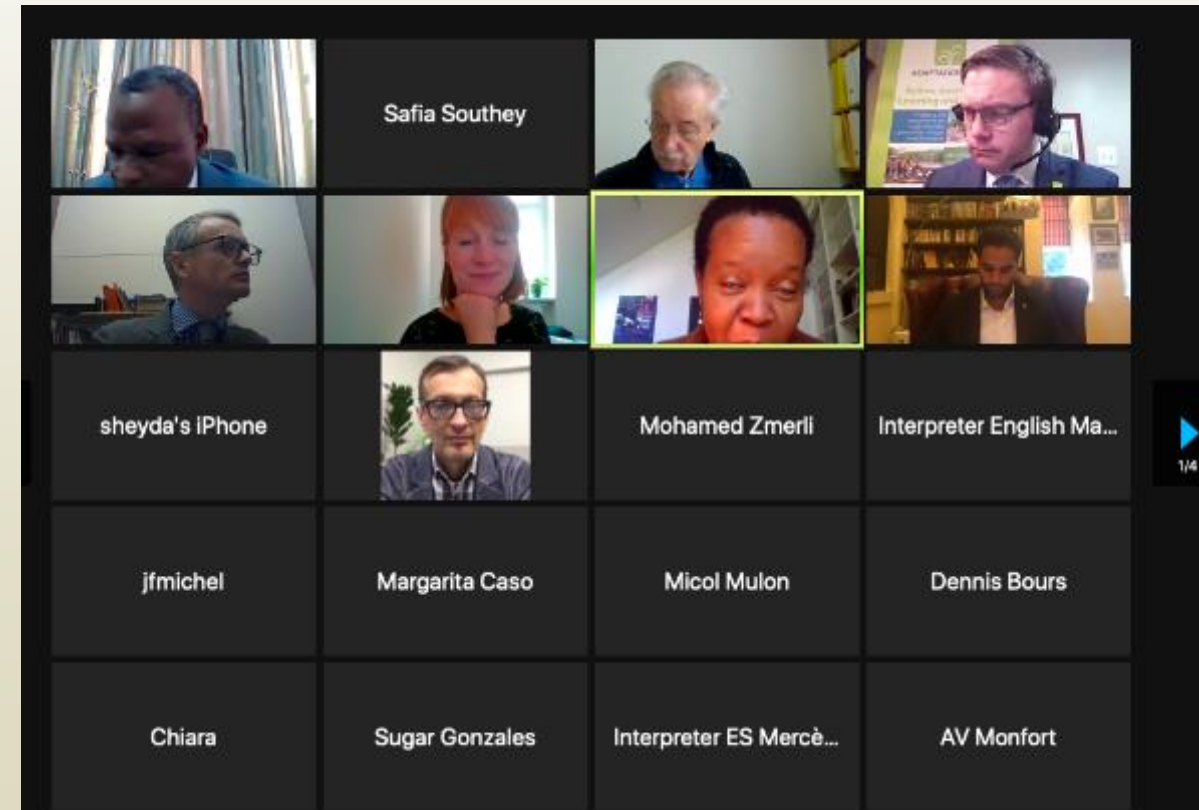 Safia Southey
sheyda's iPhone
Mohamed Zmerli
Interpreter English Ma...
1/4
jfmichel
Margarita Caso
Micol Mulon
Dennis Bours
Chiara
Sugar Gonzales
Interpreter ES Mercè...
AV Monfort